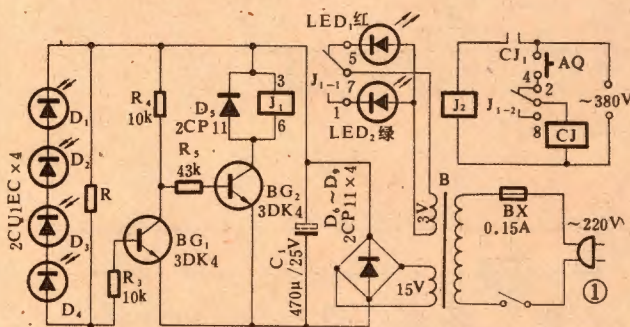 2CU1EC×4
D₁
D₂
D₃
D₄
R
R₃
10k
R₄
10k
R₅
43k
BG₁
3DK4
BG₂
3DK4
D₅
2CP11
3
J₁
6
C₁
470μ/25V
D₆~D₉
2CP11×4
LED₁红
5
J₁₋₁
7
1
LED₂绿
3V
15V
B
BX
0.15A
~220V
①
CJ₁
AQ
4
2
J₁₋₂
8
J₂
CJ
~380V